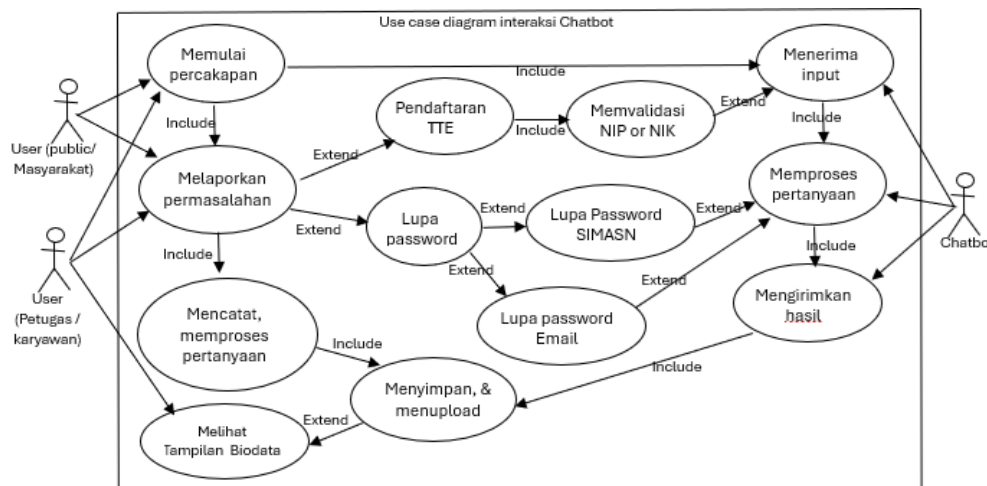 Use case diagram interaksi Chatbot
Memulai
percakapan
Menerima
input
Include
Pendaftaran
TTE
Memvalidasi
NIP or NIK
Extend
Include
Include
Include
User (public/
Masyarakat)
Extend
Melaporkan
permasalahan
Memproses
pertanyaan
Lupa
password
Extend
Lupa Password
SIMASN
Extend
Extend
Include
Include
Chatbo
Extend
Extend
User
(Petugas /
karyawan)
Mencatat,
memproses
pertanyaan
Lupa password
Email
Mengirimkan
hasil
Include
Include
Menyimpan, &
menupload
Extend
Melihat
Tampilan Biodata